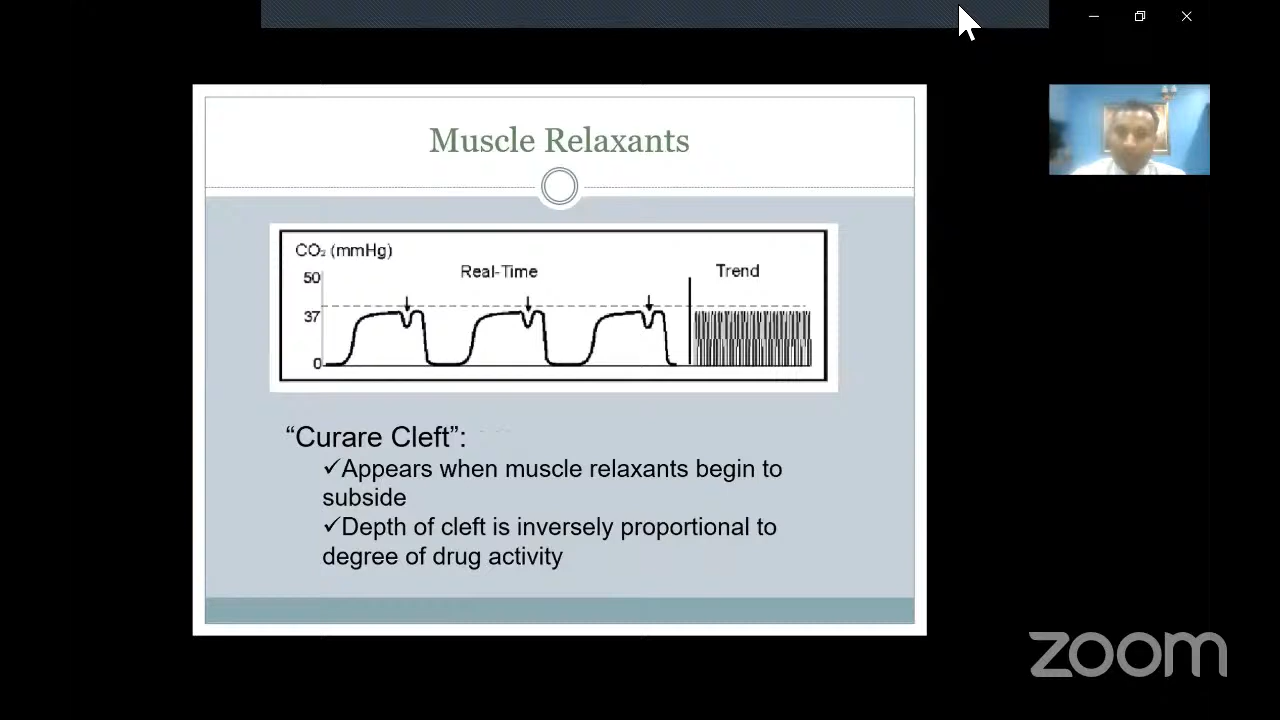 Muscle Relaxants
CO₂ (mmHg)
Real-Time
Trend
50
37
0
“Curare Cleft”:
✓Appears when muscle relaxants begin to
subside
✓Depth of cleft is inversely proportional to
degree of drug activity
zoom